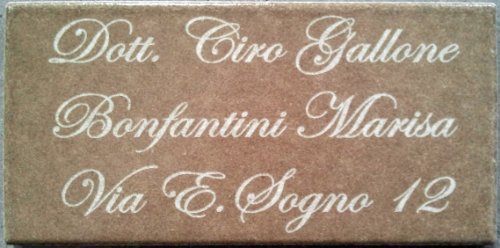 Dott. Ciro Gallone
Bonfantini Marisa
Via E. Sogno 12